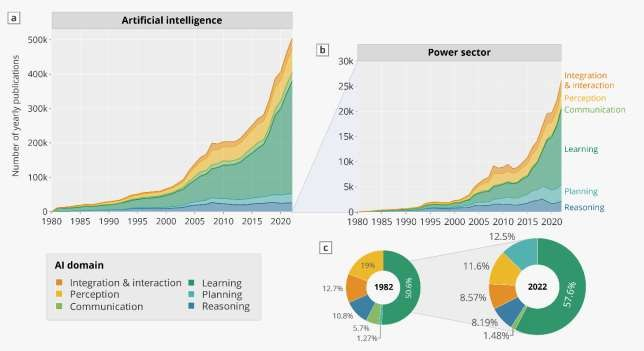 a
Artificial intelligence
Number of yearly publications
500k
400k
300k
200k
100k
0
1980 1985 1990 1995 2000 2005 2010 2015 2020
b
Power sector
30k
25k
20k
15k
10k
5k
0
1980 1985 1990 1995 2000 2005 2010 2015 2020
Integration
& interaction
Perception
Communication
Learning
Planning
Reasoning
AI domain
Integration & interaction
Perception
Communication
Learning
Planning
Reasoning
c
1982
19%
12.7%
10.8%
5.7%
1.27%
50.6%
2022
12.5%
11.6%
8.57%
8.19%
1.48%
57.6%